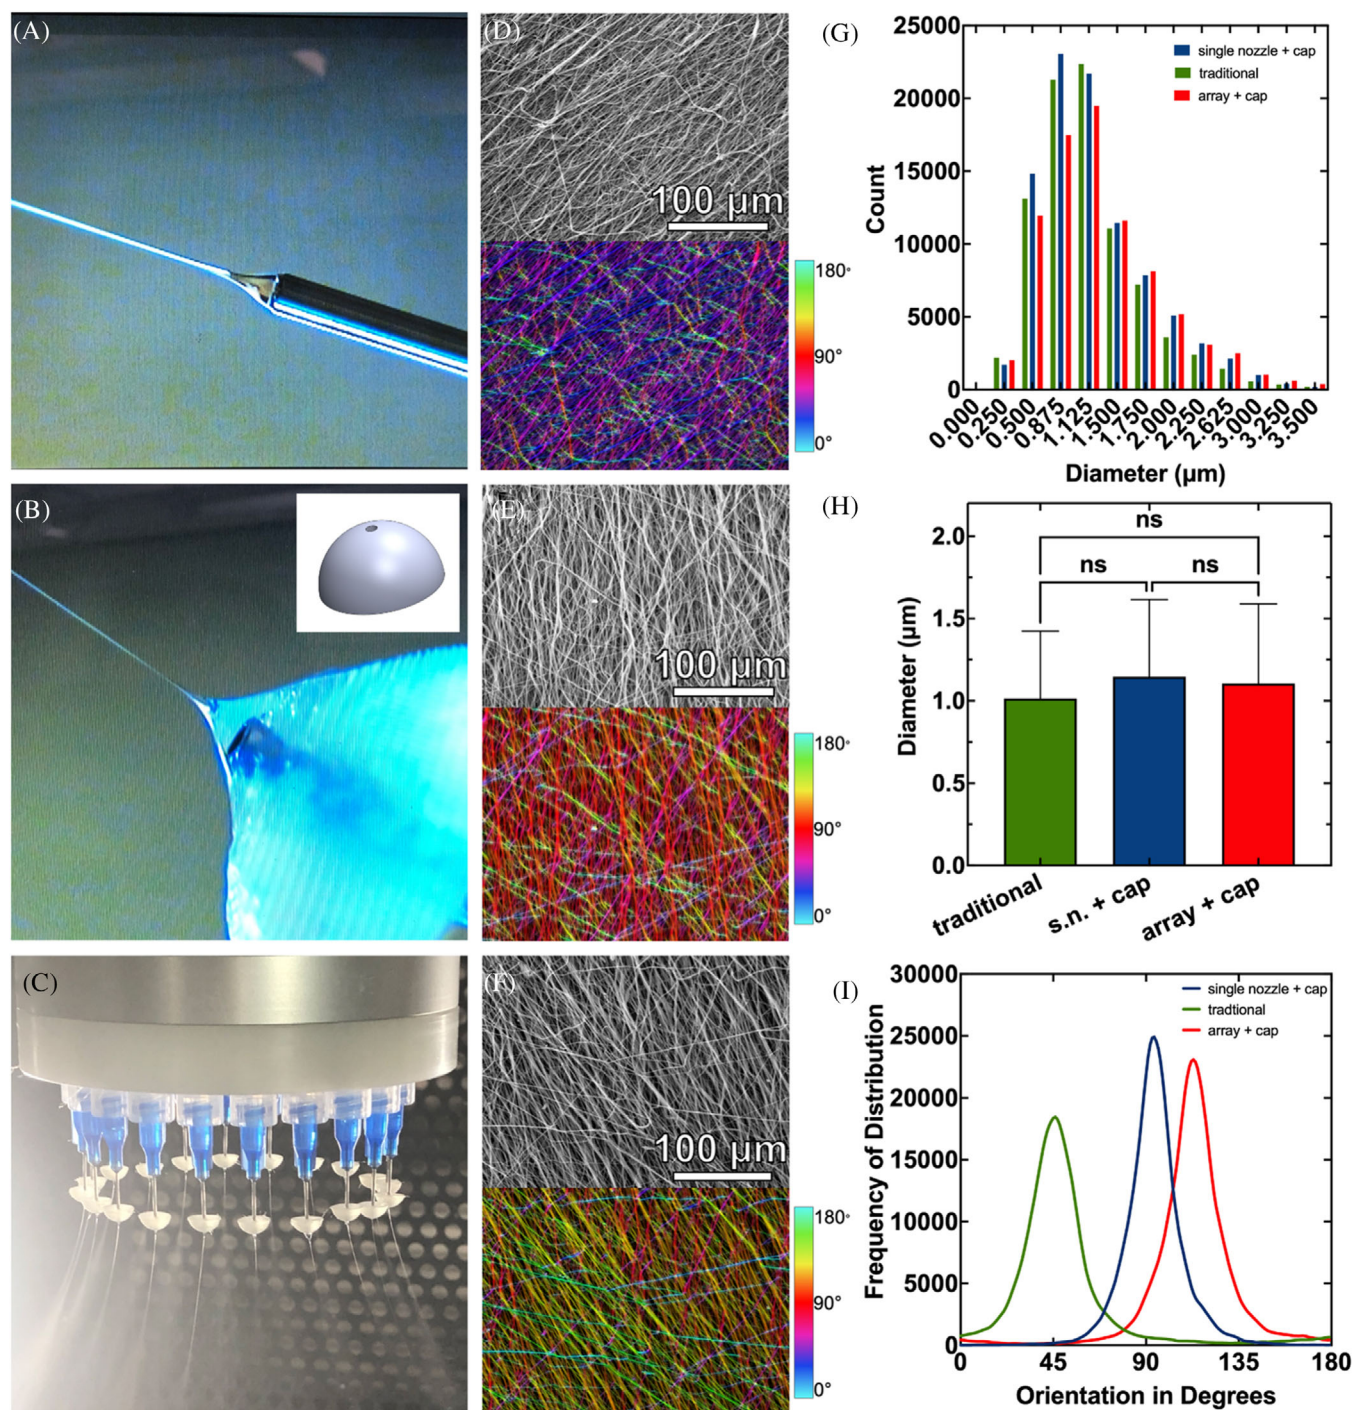 (A)
(B)
(C)
(D)
100 µm
180°
90°
0°
(E)
100 µm
180°
90°
0°
(F)
100 µm
180°
90°
0°
(G)
25000
20000
15000
10000
5000
0
Count
single nozzle + cap
traditional
array + cap
0.000
0.250
0.500
0.875
1.125
1.500
1.750
2.000
2.250
2.625
3.000
3.250
3.500
Diameter (µm)
(H)
2.0
1.5
1.0
0.5
0.0
Diameter (µm)
ns
ns
ns
traditional
s.n. + cap
array + cap
(I)
30000
25000
20000
15000
10000
5000
0
Frequency of Distribution
single nozzle + cap
tradtional
array + cap
0
45
90
135
180
Orientation in Degrees